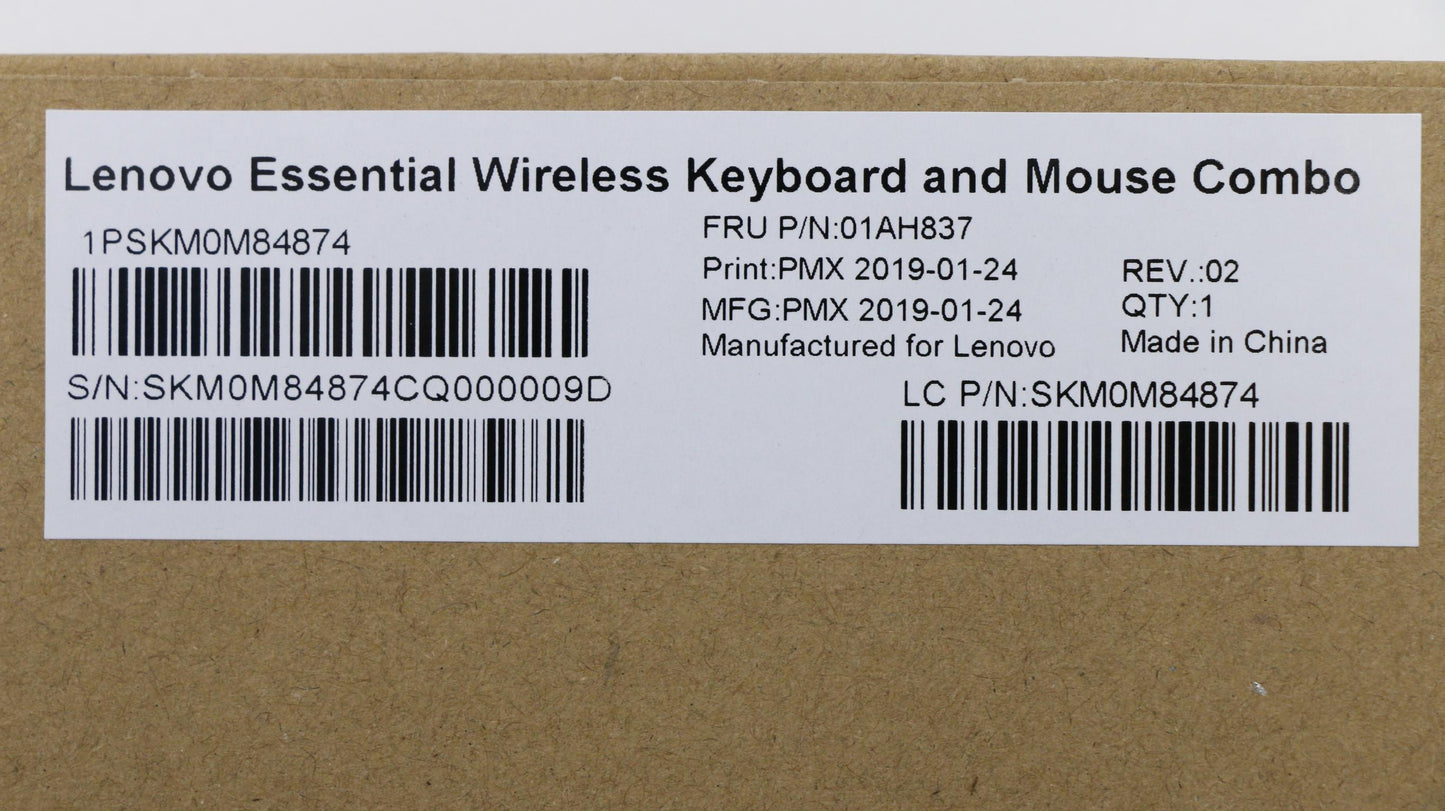 Lenovo Essential Wireless Keyboard and Mouse Combo
1PSKM0M84874
FRU P/N:01AH837
Print:PMX 2019-01-24
REV.:02
MFG:PMX 2019-01-24
QTY:1
Manufactured for Lenovo
Made in China
S/N:SKM0M84874CQ000009D
LC P/N:SKM0M84874